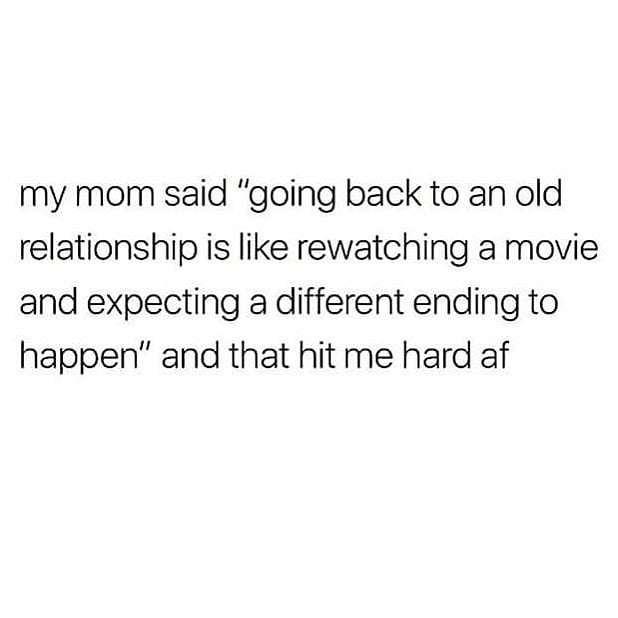 my mom said "going back to an old
relationship is like rewatching a movie
and expecting a different ending to
happen" and that hit me hard af